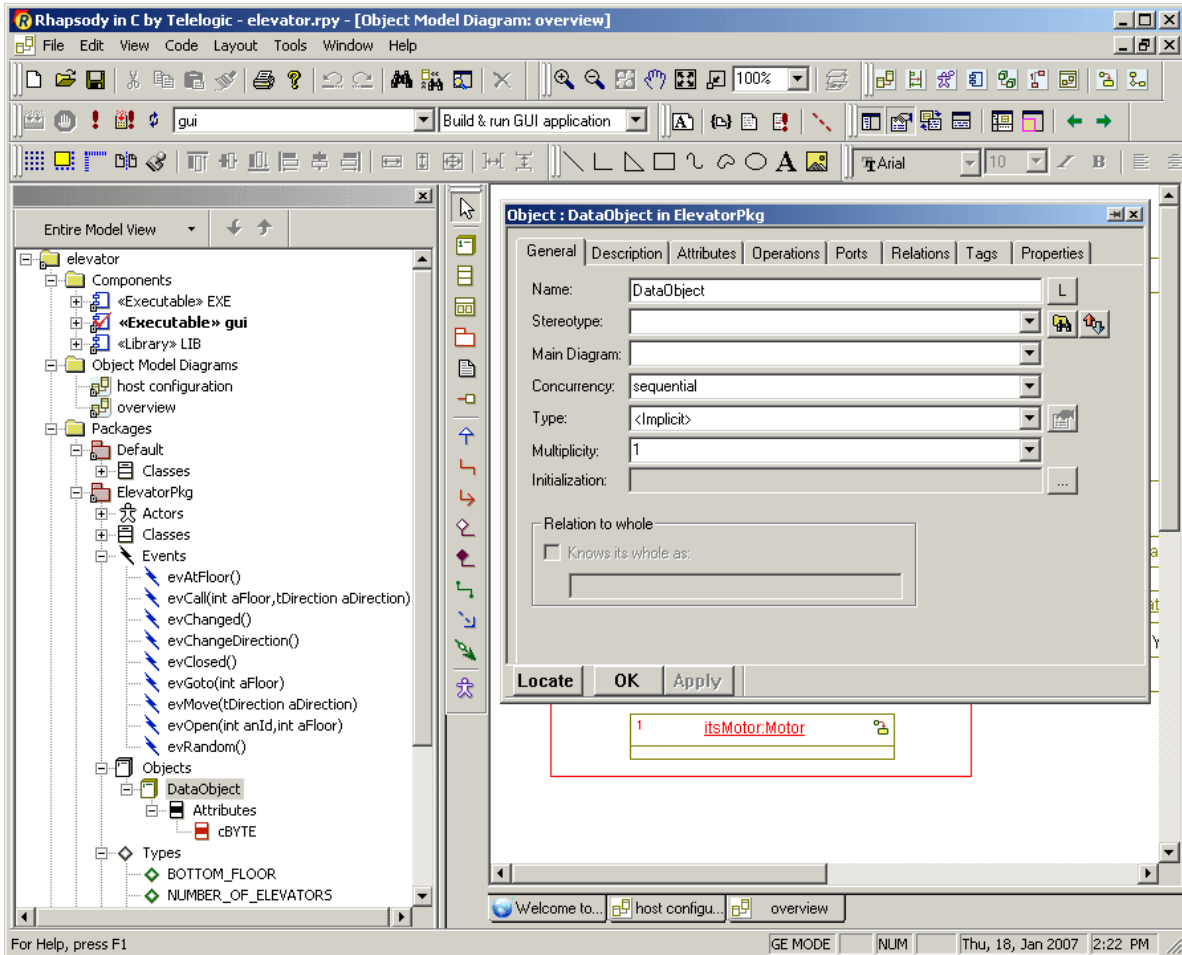 Rhapsody in C by Telelogic - elevator.rpy - [Object Model Diagram: overview]
File Edit View Code Layout Tools Window Help
100%
gui
Build & run GUI application
Arial
10
B
Entire Model View
elevator
Components
«Executable» EXE
«Executable» gui
«Library» LIB
Object Model Diagrams
host configuration
overview
Packages
Default
Classes
ElevatorPkg
Actors
Classes
Events
evAtFloor()
evCall(int aFloor,tDirection aDirection)
evChanged()
evChangeDirection()
evClosed()
evGoto(int aFloor)
evMove(tDirection aDirection)
evOpen(int anId,int aFloor)
evRandom()
Objects
DataObject
Attributes
cBYTE
Types
BOTTOM_FLOOR
NUMBER_OF_ELEVATORS
Object : DataObject in ElevatorPkg
General Description Attributes Operations Ports Relations Tags Properties
Name: DataObject L
Stereotype:
Main Diagram:
Concurrency: sequential
Type: <Implicit>
Multiplicity: 1
Initialization: ...
Relation to whole
Knows its whole as:
Locate OK Apply
1 itsMotor:Motor
Welcome to... host configu... overview
For Help, press F1
GE MODE NUM Thu, 18, Jan 2007 2:22 PM